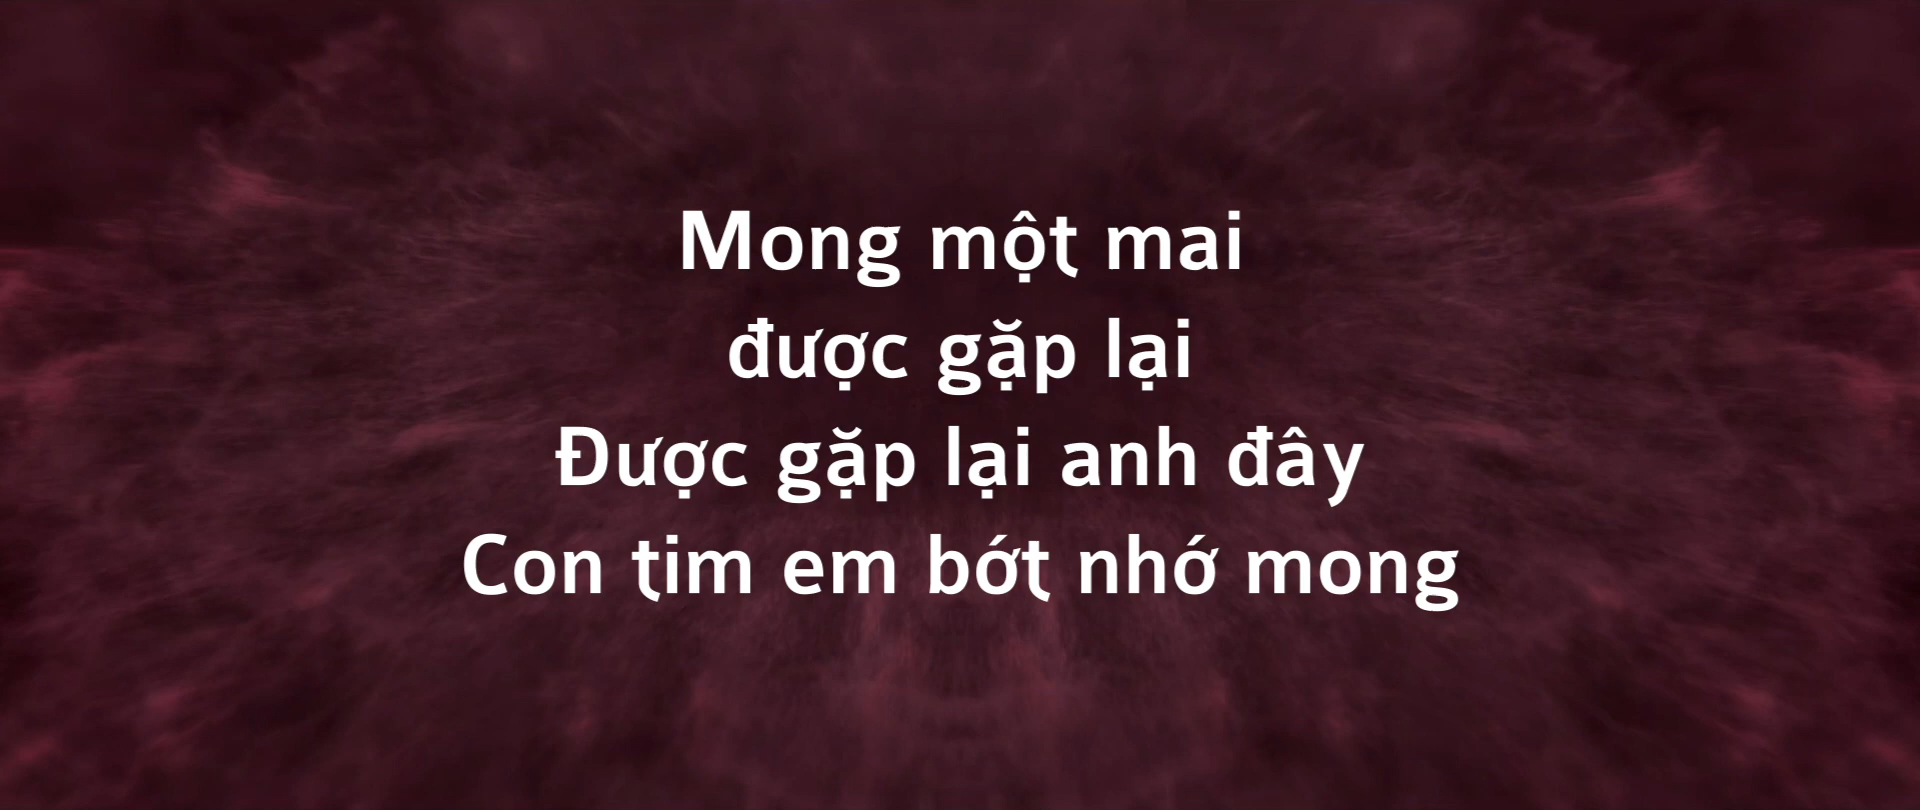 Mong một mai
được gặp lại
Được gặp lại anh đây
Con tim em bớt nhớ mong